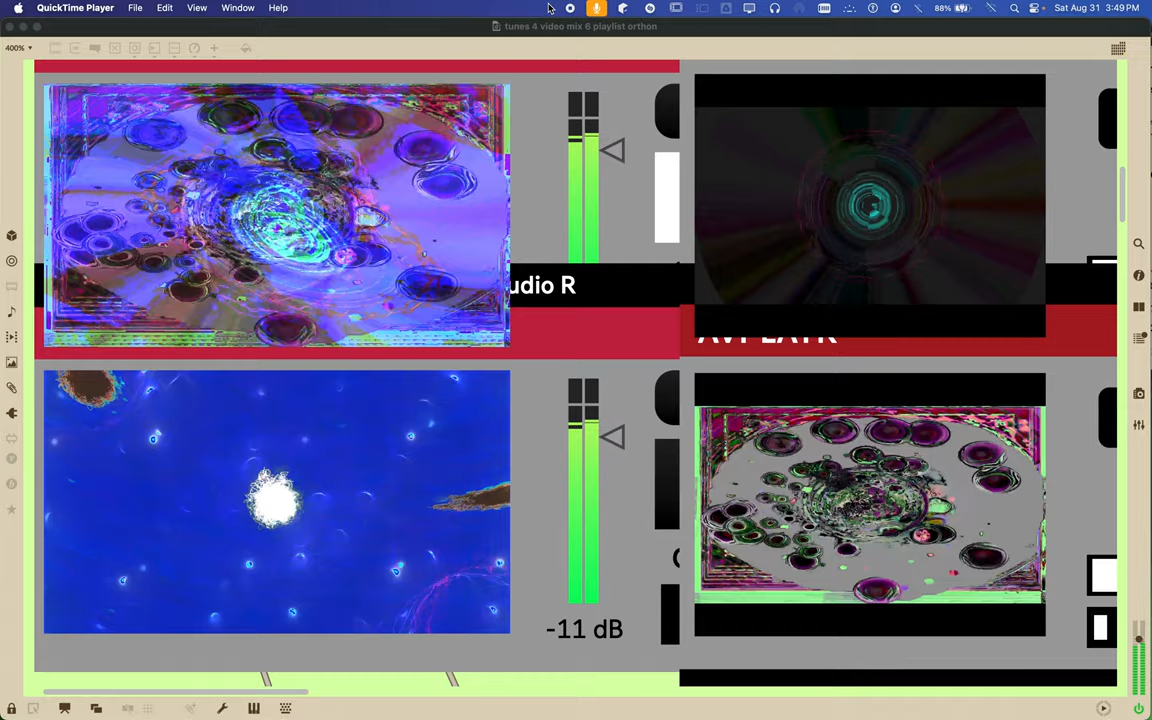 QuickTime Player File Edit View Window Help 88% Sat Aug 31 3:49 PM
tunes 4 video mix 6 playlist orthon
400%
udio R
-11 dB